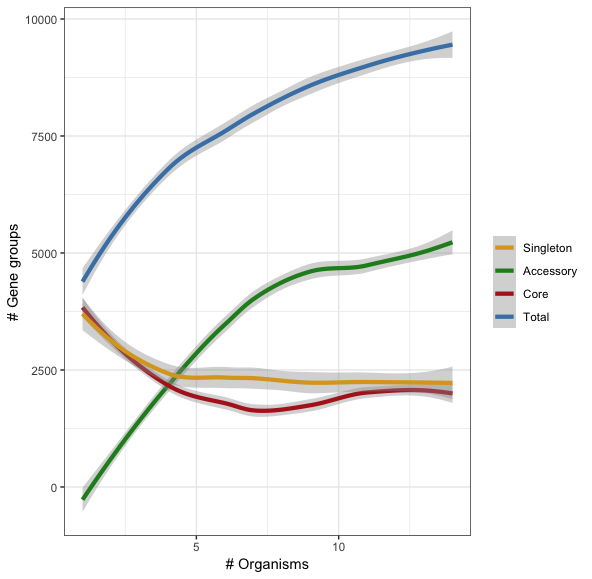 10000
7500
5000
2500
0
# Gene groups
5
10
# Organisms
Singleton
Accessory
Core
Total